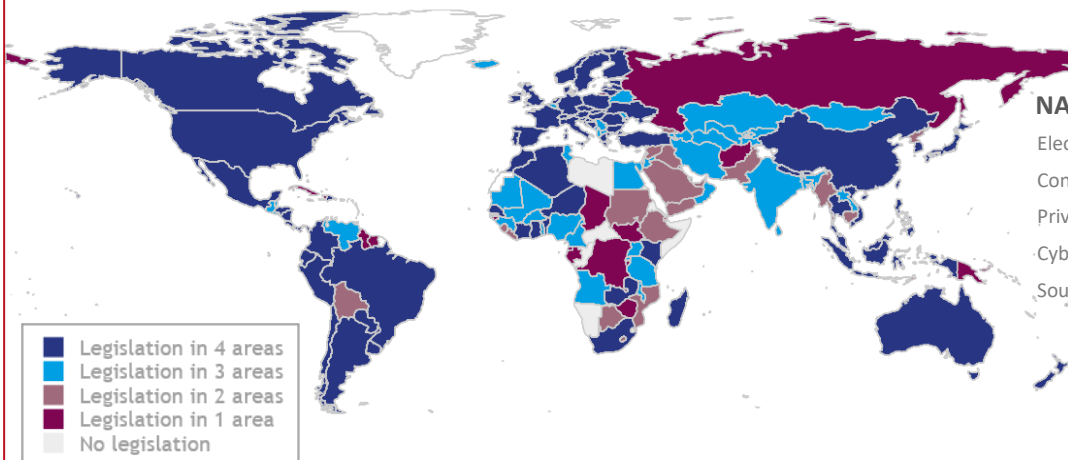 NA
Elec
Con
Priv
Cyb
Sou
Legislation in 4 areas
Legislation in 3 areas
Legislation in 2 areas
Legislation in 1 area
No legislation